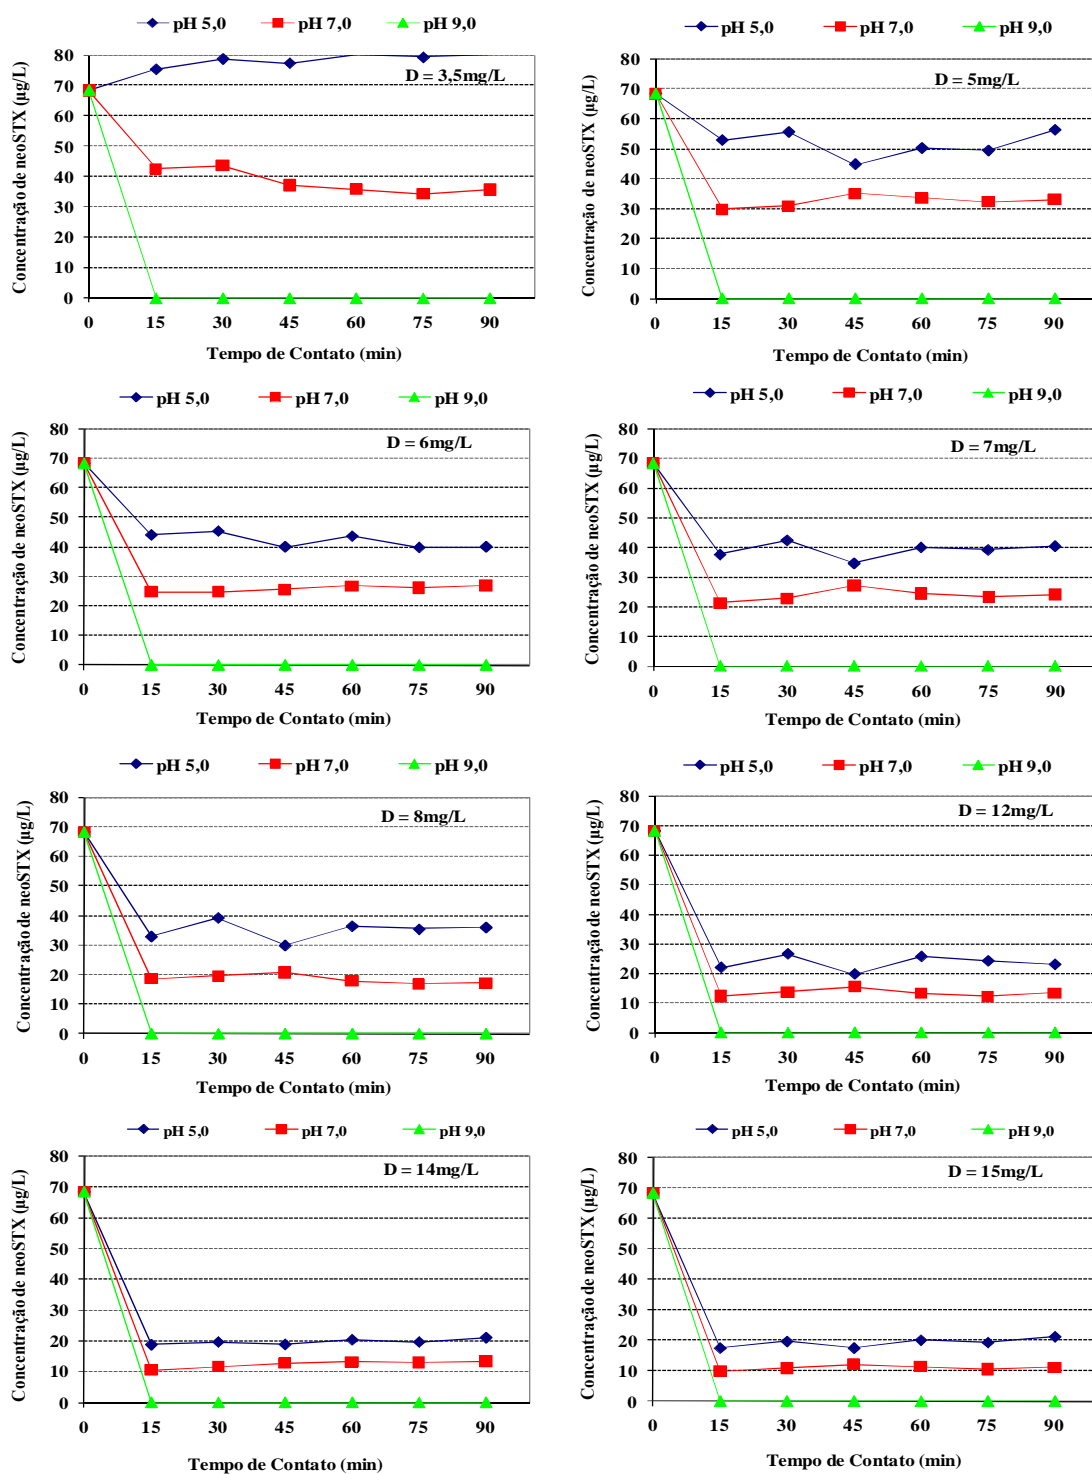 pH 5,0 pH 7,0 pH 9,0
D = 3,5mg/L
Concentração de neoSTX (µg/L)
80
70
60
50
40
30
20
10
0
0 15 30 45 60 75 90
Tempo de Contato (min)
pH 5,0 pH 7,0 pH 9,0
D = 5mg/L
Concentração de neoSTX (µg/L)
80
70
60
50
40
30
20
10
0
0 15 30 45 60 75 90
Tempo de Contato (min)
pH 5,0 pH 7,0 pH 9,0
D = 6mg/L
Concentração de neoSTX (µg/L)
80
70
60
50
40
30
20
10
0
0 15 30 45 60 75 90
Tempo de Contato (min)
pH 5,0 pH 7,0 pH 9,0
D = 7mg/L
Concentração de neoSTX (µg/L)
80
70
60
50
40
30
20
10
0
0 15 30 45 60 75 90
Tempo de Contato (min)
pH 5,0 pH 7,0 pH 9,0
D = 8mg/L
Concentração de neoSTX (µg/L)
80
70
60
50
40
30
20
10
0
0 15 30 45 60 75 90
Tempo de Contato (min)
pH 5,0 pH 7,0 pH 9,0
D = 12mg/L
Concentração de neoSTX (µg/L)
80
70
60
50
40
30
20
10
0
0 15 30 45 60 75 90
Tempo de Contato (min)
pH 5,0 pH 7,0 pH 9,0
D = 14mg/L
Concentração de neoSTX (µg/L)
80
70
60
50
40
30
20
10
0
0 15 30 45 60 75 90
Tempo de Contato (min)
pH 5,0 pH 7,0 pH 9,0
D = 15mg/L
Concentração de neoSTX (µg/L)
80
70
60
50
40
30
20
10
0
0 15 30 45 60 75 90
Tempo de Contato (min)